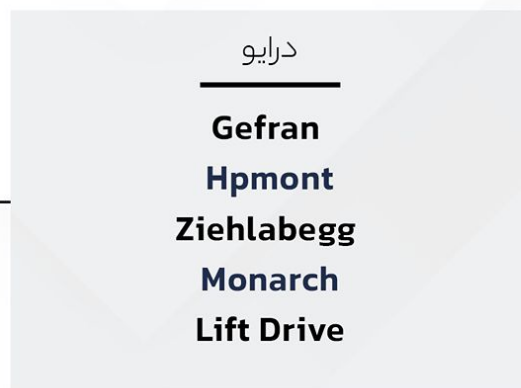 درایو
Gefran
Hpmont
Ziehlabegg
Monarch
Lift Drive